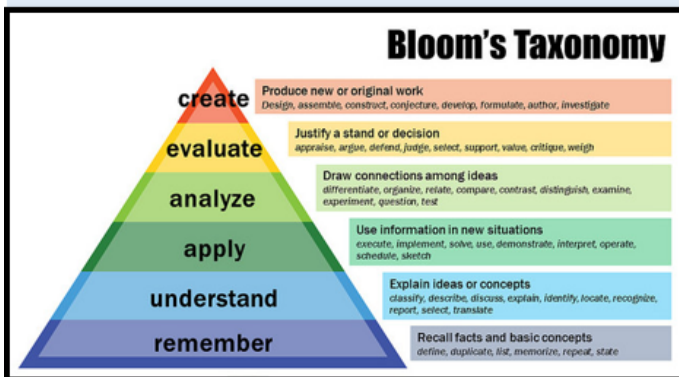 Bloom's Taxonomy
create
Produce new or original work
Design, assemble, construct, conjecture, develop, formulate, author, investigate
evaluate
Justify a stand or decision
appraise, argue, defend, judge, select, support, value, critique, weigh
analyze
Draw connections among ideas
differentiate, organize, relate, compare, contrast, distinguish, examine,
experiment, question, test
apply
Use information in new situations
execute, implement, solve, use, demonstrate, interpret, operate,
schedule, sketch
understand
Explain ideas or concepts
classify, describe, discuss, explain, identify, locate, recognize,
report, select, translate
remember
Recall facts and basic concepts
define, duplicate, list, memorize, repeat, state